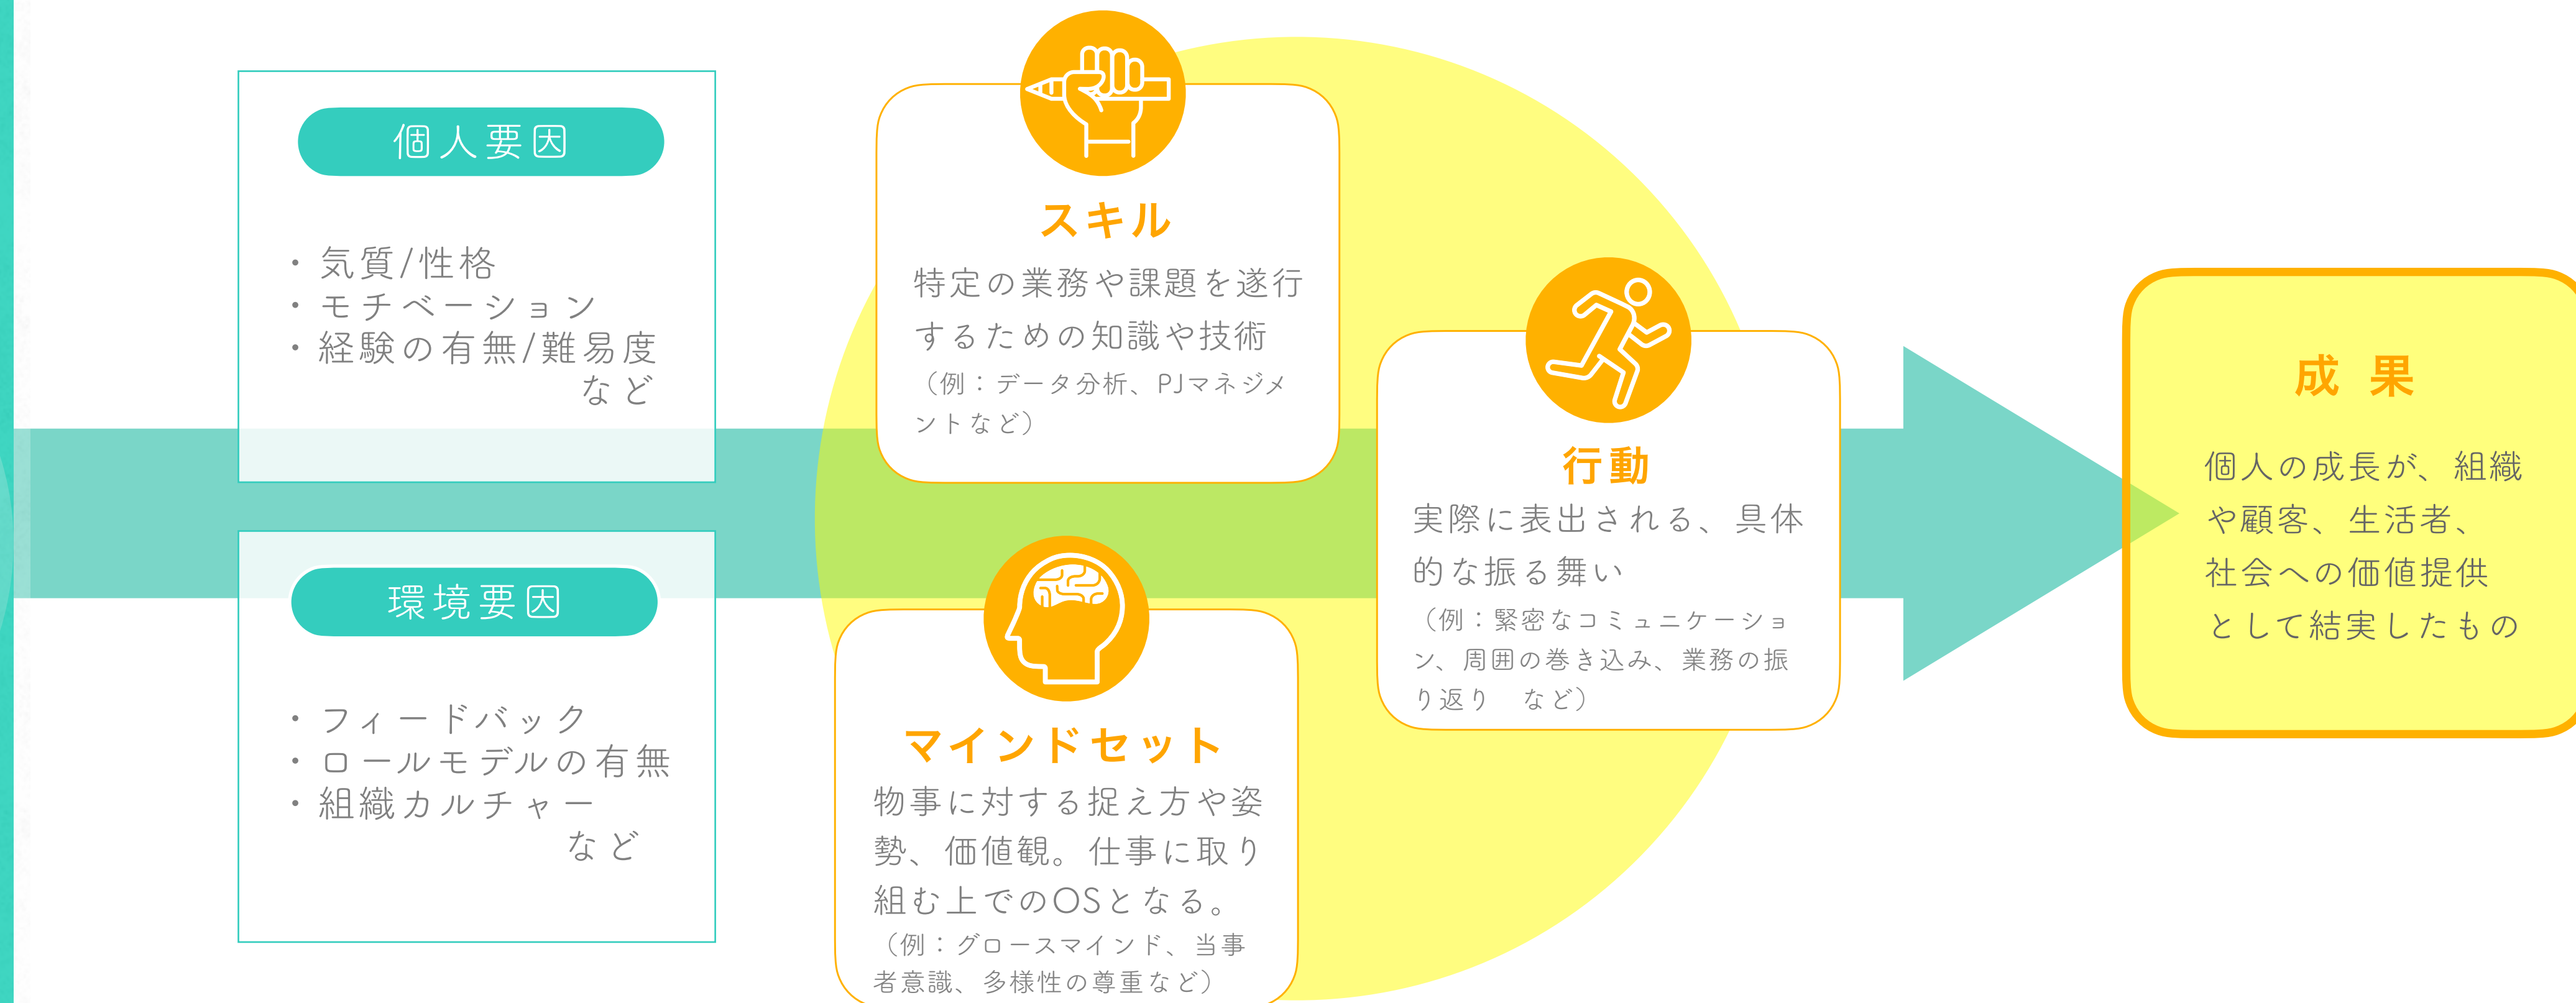 個人要因
・気質/性格
・モチベーション
・経験の有無/難易度
など
環境要因
・フィードバック
・ロールモデルの有無
・組織カルチャー
など
スキル
特定の業務や課題を遂行
するための知識や技術
（例：データ分析、PJマネジメ
ントなど）
マインドセット
物事に対する捉え方や姿
勢、価値観。仕事に取り
組む上でのOSとなる。
（例：グロースマインド、当事
者意識、多様性の尊重など）
行動
実際に表出される、具体
的な振る舞い
（例：緊密なコミュニケーショ
ン、周囲の巻き込み、業務の振
り返り　など）
成 果
個人の成長が、組織
や顧客、生活者、
社会への価値提供
として結実したもの